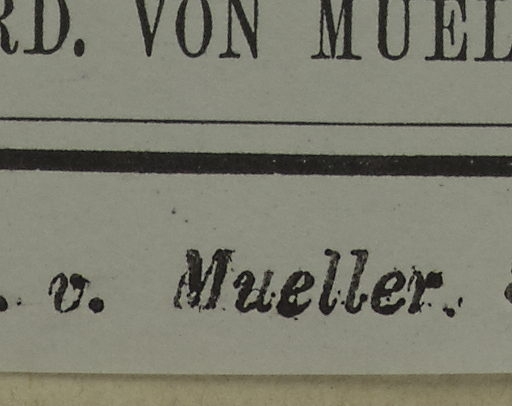 RD. VON MUEL
. v. Mueller.